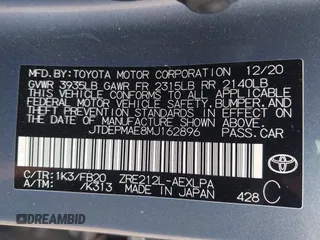 MFD. BY: TOYOTA MOTOR CORPORATION 12/20
GVWR 3935LB GAWR FR 2315LB RR 2140LB
THIS VEHICLE CONFORMS TO ALL APPLICABLE
FEDERAL MOTOR VEHICLE SAFETY, BUMPER, AND
THEFT PREVENTION STANDARDS IN EFFECT ON THE
DATE OF MANUFACTURE SHOWN ABOVE.
JTDEPMAE8MJ162896 PASS. CAR
C/TR:1K3/FB20 ZRE212L-AEXLPA
A/TM: /K313 MADE IN JAPAN 428 C
TOYOTA
DREAMBID